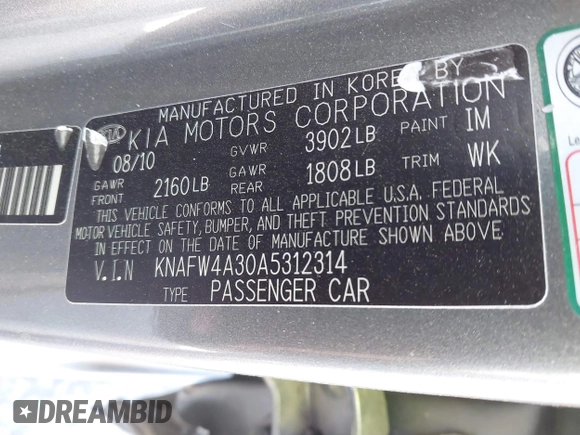 MANUFACTURED IN KOREA BY
KIA KIA MOTORS CORPORATION
08/10 GVWR 3902LB PAINT IM
GAWR FRONT 2160LB GAWR REAR 1808LB TRIM WK
THIS VEHICLE CONFORMS TO ALL APPLICABLE U.S.A. FEDERAL
MOTOR VEHICLE SAFETY, BUMPER, AND THEFT PREVENTION STANDARDS
IN EFFECT ON THE DATE OF MANUFACTURE SHOWN ABOVE.
V.I.N KNAFW4A30A5312314
TYPE PASSENGER CAR
DREAMBID